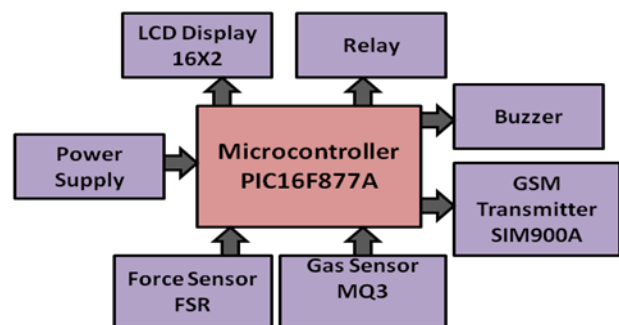 LCD Display
16X2
Relay
Buzzer
Power
Supply
Microcontroller
PIC16F877A
GSM
Transmitter
SIM900A
Force Sensor
FSR
Gas Sensor
MQ3